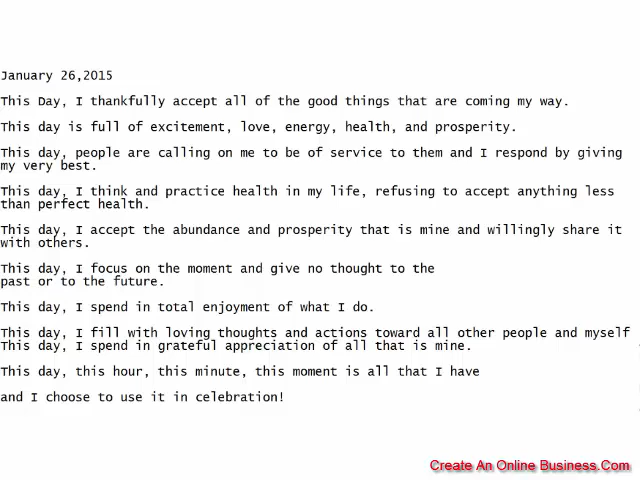 January 26,2015
This Day, I thankfully accept all of the good things that are coming my way.
This day is full of excitement, love, energy, health, and prosperity.
This day, people are calling on me to be of service to them and I respond by giving
my very best.
This day, I think and practice health in my life, refusing to accept anything less
than perfect health.
This day, I accept the abundance and prosperity that is mine and willingly share it
with others.
This day, I focus on the moment and give no thought to the
past or to the future.
This day, I spend in total enjoyment of what I do.
This day, I fill with loving thoughts and actions toward all other people and myself
This day, I spend in grateful appreciation of all that is mine.
This day, this hour, this minute, this moment is all that I have
and I choose to use it in celebration!
Create An Online Business.Com